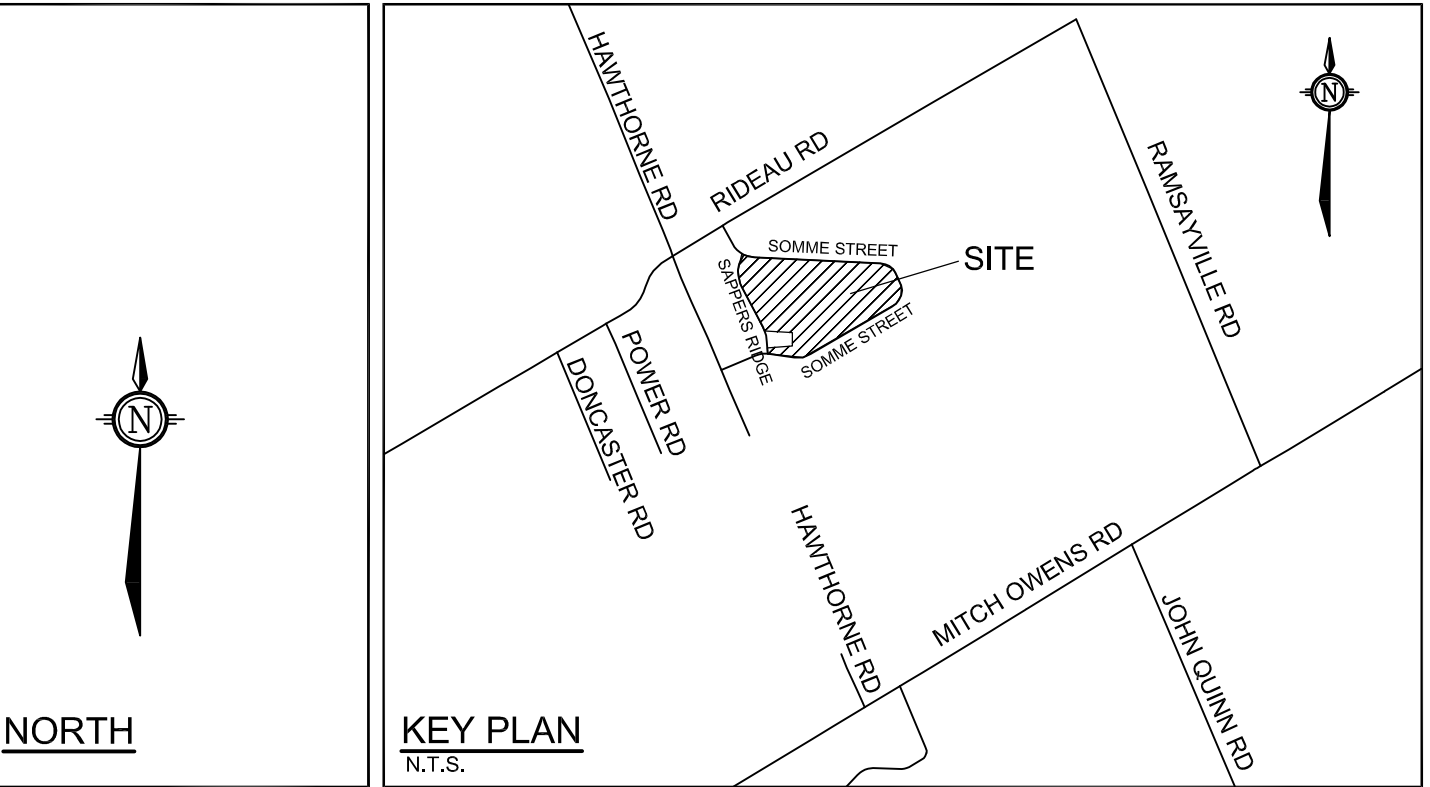 N
NORTH
HAWTHORNE RD
RIDEAU RD
N
RAMSAYVILLE RD
SOMME STREET
SITE
SAPPERS RIDGE
SOMME STREET
POWER RD
DONCASTER RD
HAWTHORNE RD
MITCH OWENS RD
JOHN QUINN RD
KEY PLAN
N.T.S.